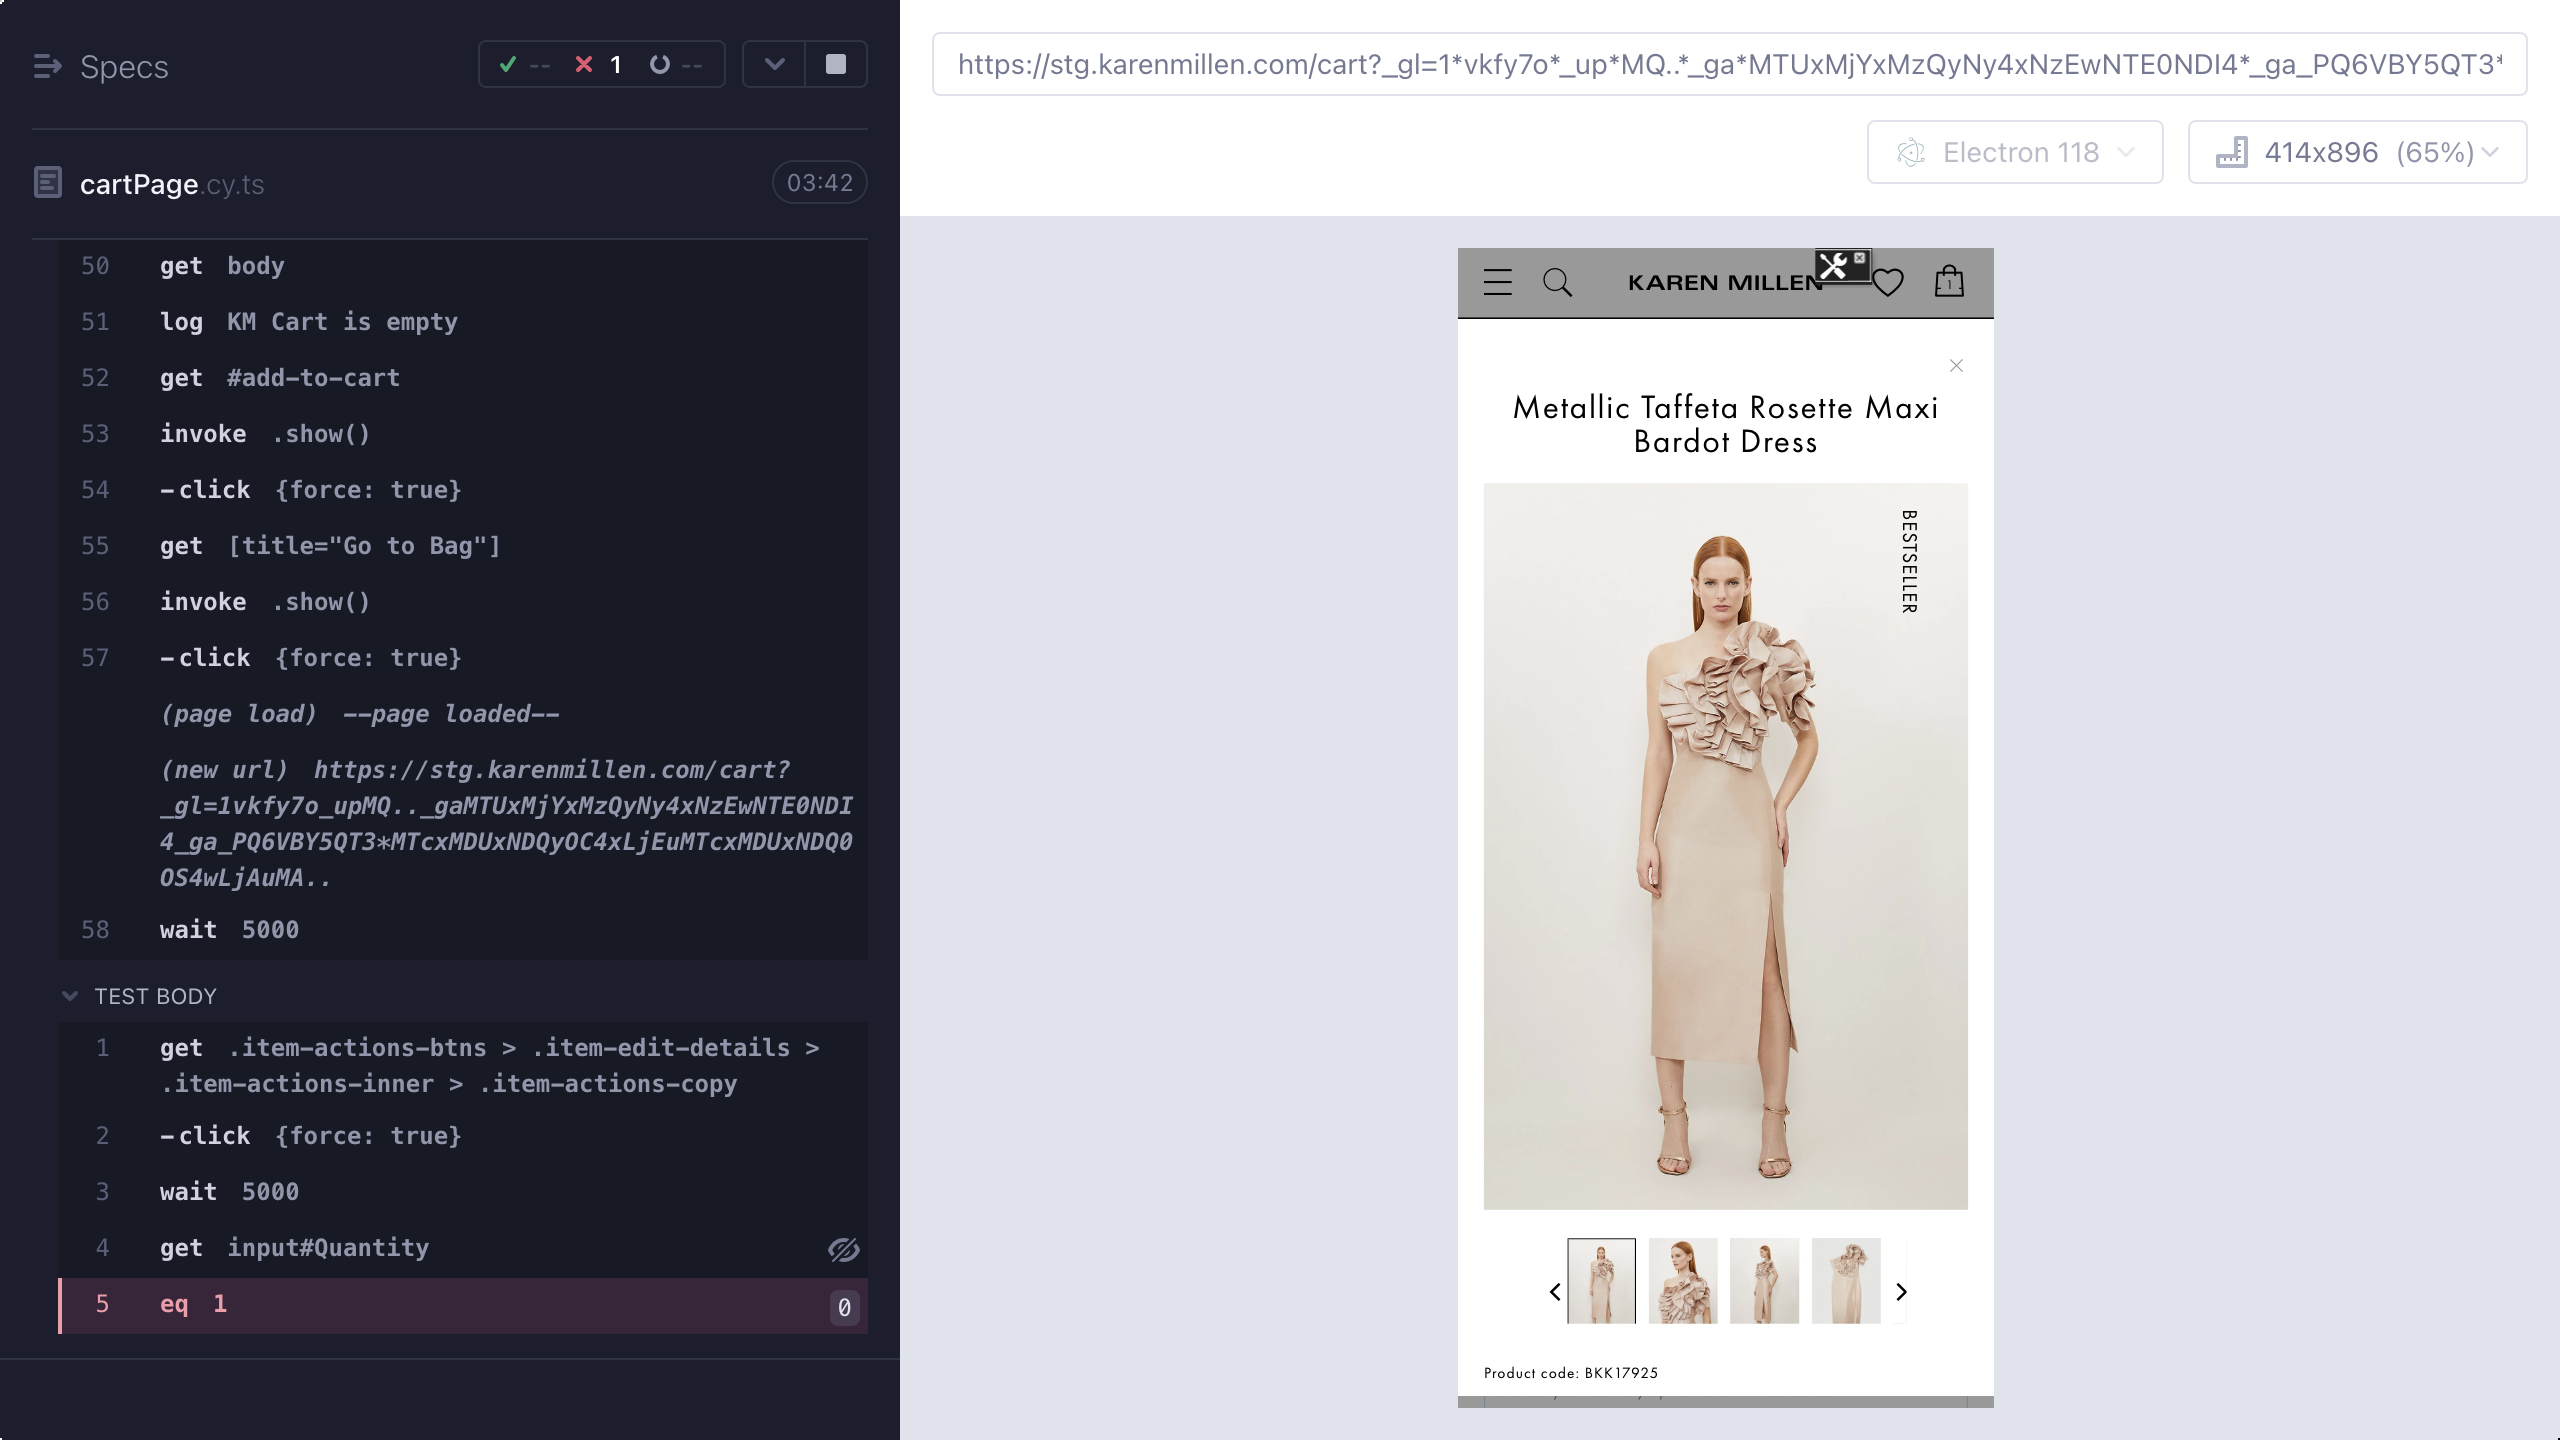 Specs
-- 1 --
cartPage.cy.ts
03:42
50 get body
51 log KM Cart is empty
52 get #add-to-cart
53 invoke .show()
54 -click {force: true}
55 get [title="Go to Bag"]
56 invoke .show()
57 -click {force: true}
(page load) --page loaded--
(new url) https://stg.karenmillen.com/cart?
_gl=1vkfy7o_upMQ.._gaMTUxMjYxMzQyNy4xNzEwNTE0NDI
4_ga_PQ6VBY5QT3*MTcxMDUxNDQyOC4xLjEuMTcxMDUxNDQ0
OS4wLjAuMA..
58 wait 5000
TEST BODY
1 get .item-actions-btns > .item-edit-details >
.item-actions-inner > .item-actions-copy
2 -click {force: true}
3 wait 5000
4 get input#Quantity
5 eq 1 0
https://stg.karenmillen.com/cart?_gl=1*vkfy7o*_up*MQ..*_ga*MTUxMjYxMzQyNy4xNzEwNTE0NDI4*_ga_PQ6VBY5QT3*
Electron 118
414x896 (65%)
KAREN MILLEN
1
Metallic Taffeta Rosette Maxi
Bardot Dress
BESTSELLER
Product code: BKK17925